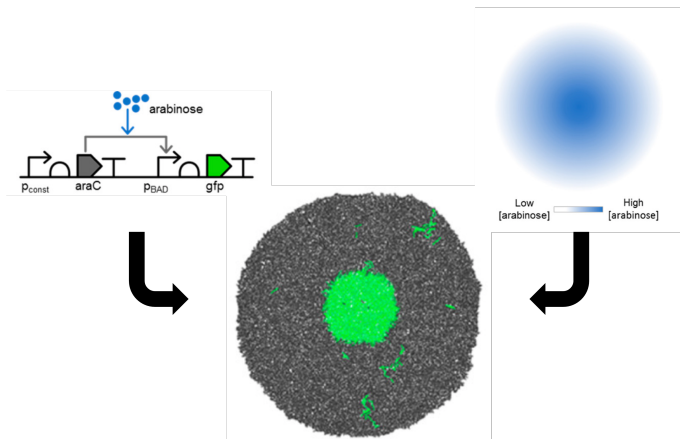 arabinose
pconst araC pBAD gfp
Low High
[arabinose] [arabinose]